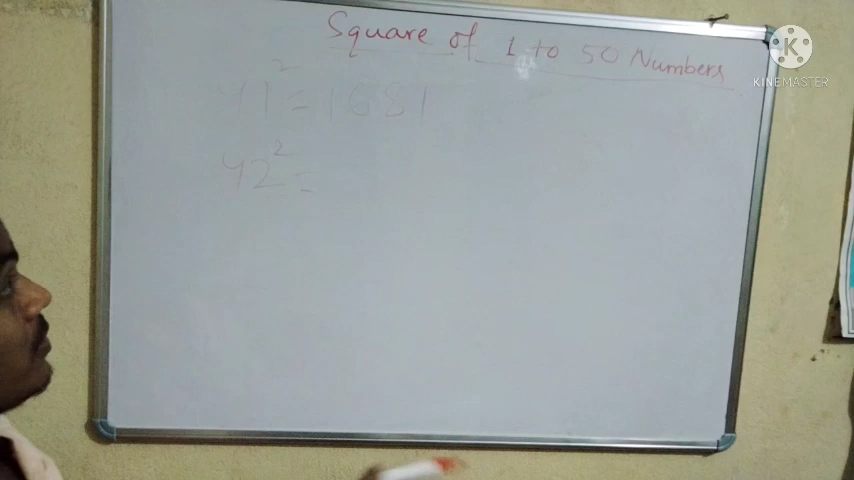 Square of 1 to 50 Numbers
K
KINEMASTER
41² = 1681
42² =